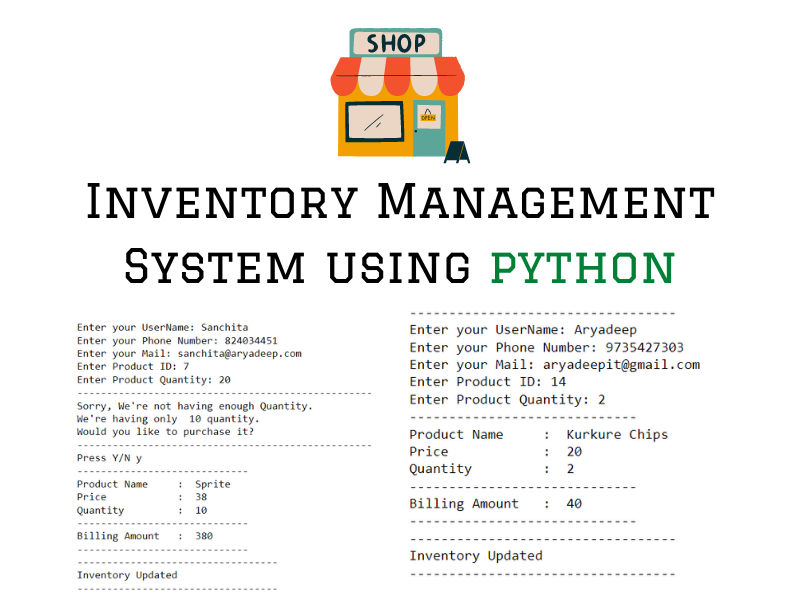 SHOP
OPEN
Inventory Management
System using python
Enter your UserName: Sanchita
Enter your Phone Number: 824034451
Enter your Mail: sanchita@aryadeep.com
Enter Product ID: 7
Enter Product Quantity: 20
------------------------------------------------
Sorry, We're not having enough Quantity.
We're having only  10 quantity.
Would you like to purchase it?
------------------------------------------------
Press Y/N y
----------------------------
Product Name     :  Sprite
Price            :  38
Quantity         :  10
----------------------------
Billing Amount   :  380
----------------------------
---------------------------------
Inventory Updated
---------------------------------
---------------------------------
Enter your UserName: Aryadeep
Enter your Phone Number: 9735427303
Enter your Mail: aryadeepit@gmail.com
Enter Product ID: 14
Enter Product Quantity: 2
----------------------------
Product Name     :  Kurkure Chips
Price            :  20
Quantity         :  2
----------------------------
Billing Amount   :  40
----------------------------
---------------------------------
Inventory Updated
---------------------------------